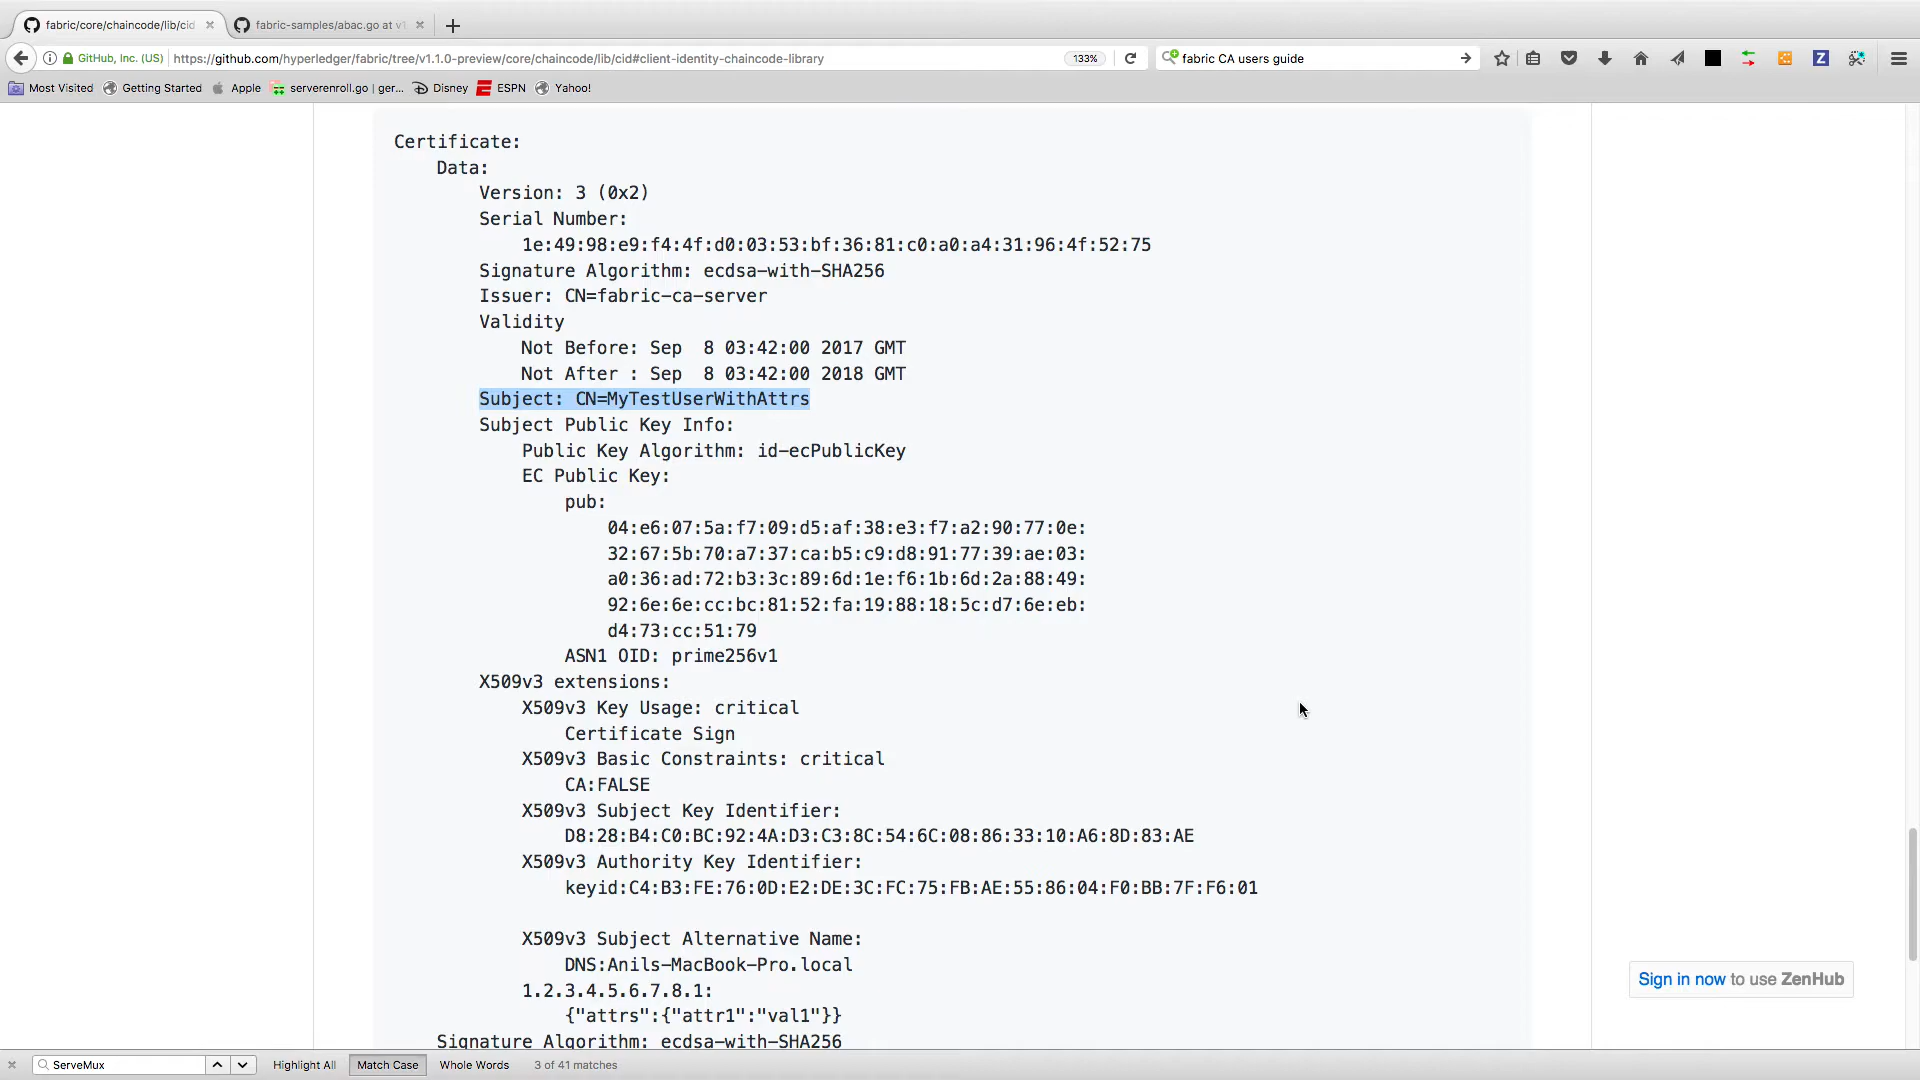 fabric/core/chaincode/lib/cid
fabric-samples/abac.go at v1
GitHub, Inc. (US)
https://github.com/hyperledger/fabric/tree/v1.1.0-preview/core/chaincode/lib/cid#client-identity-chaincode-library
133%
fabric CA users guide
Most Visited
Getting Started
Apple
serverenroll.go | ger...
Disney
ESPN
Yahoo!
Certificate:
Data:
Version: 3 (0x2)
Serial Number:
1e:49:98:e9:f4:4f:d0:03:53:bf:36:81:c0:a0:a4:31:96:4f:52:75
Signature Algorithm: ecdsa-with-SHA256
Issuer: CN=fabric-ca-server
Validity
Not Before: Sep  8 03:42:00 2017 GMT
Not After : Sep  8 03:42:00 2018 GMT
Subject: CN=MyTestUserWithAttrs
Subject Public Key Info:
Public Key Algorithm: id-ecPublicKey
EC Public Key:
pub:
04:e6:07:5a:f7:09:d5:af:38:e3:f7:a2:90:77:0e:
32:67:5b:70:a7:37:ca:b5:c9:d8:91:77:39:ae:03:
a0:36:ad:72:b3:3c:89:6d:1e:f6:1b:6d:2a:88:49:
92:6e:6e:cc:bc:81:52:fa:19:88:18:5c:d7:6e:eb:
d4:73:cc:51:79
ASN1 OID: prime256v1
X509v3 extensions:
X509v3 Key Usage: critical
Certificate Sign
X509v3 Basic Constraints: critical
CA:FALSE
X509v3 Subject Key Identifier:
D8:28:B4:C0:BC:92:4A:D3:C3:8C:54:6C:08:86:33:10:A6:8D:83:AE
X509v3 Authority Key Identifier:
keyid:C4:B3:FE:76:0D:E2:DE:3C:FC:75:FB:AE:55:86:04:F0:BB:7F:F6:01
X509v3 Subject Alternative Name:
DNS:Anils-MacBook-Pro.local
1.2.3.4.5.6.7.8.1:
{"attrs":{"attr1":"val1"}}
Signature Algorithm: ecdsa-with-SHA256
Sign in now to use ZenHub
ServeMux
Highlight All
Match Case
Whole Words
3 of 41 matches